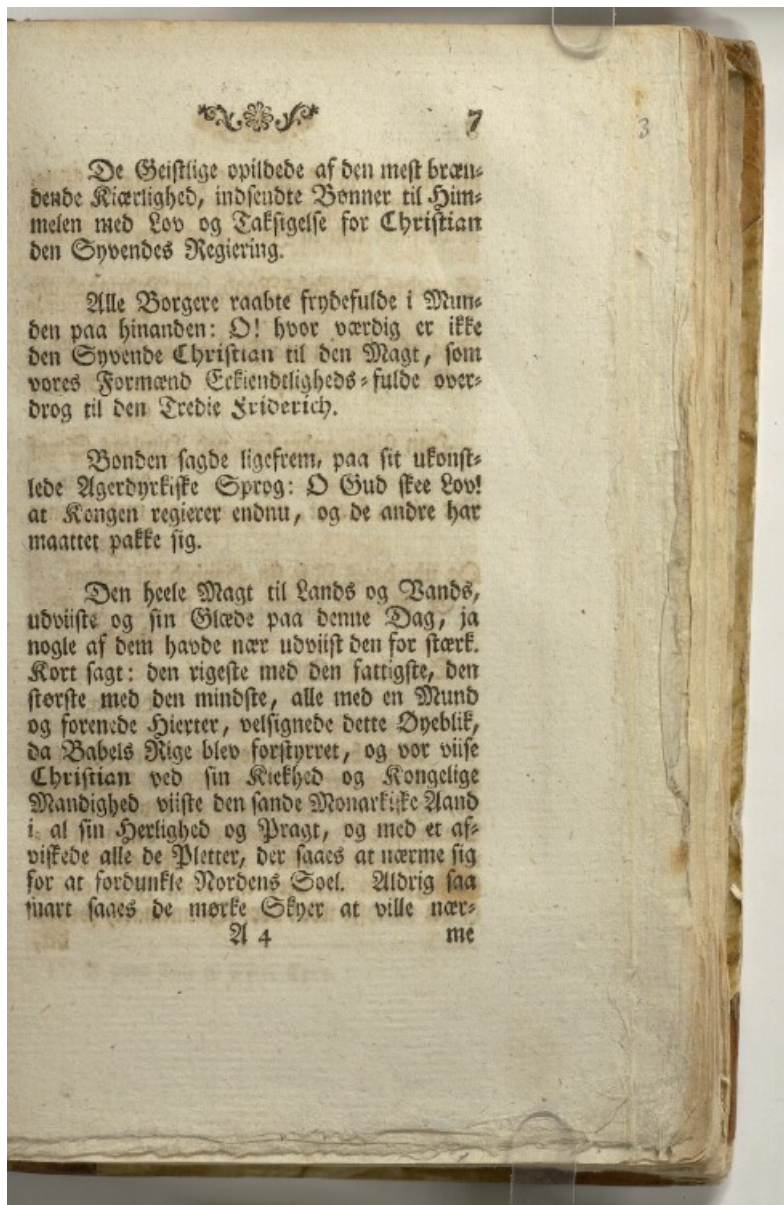 7
3
De Geistlige opildede af den mest bræn⸗
dende Kiærlighed, indsendte Bønner til Him⸗
melen med Lov og Taksigelse for Christian
den Syvendes Regiering.
Alle Borgere raabte frydefulde i Mun⸗
den paa hinanden: O! hvor værdig er ikke
den Syvende Christian til den Magt, som
vores Formænd Erkiendtligheds⸗fulde over⸗
drog til den Tredie Friderich.
Bonden sagde ligefrem, paa sit ukonst⸗
lede Agerdyrkiske Sprog: O Gud skee Lov!
at Kongen regierer endnu, og de andre har
maattet pakke sig.
Den heele Magt til Lands og Vands,
udviiste og sin Glæde paa denne Dag, ja
nogle af dem havde nær udviist den for stærk.
Kort sagt: den rigeste med den fattigste, den
største med den mindste, alle med en Mund
og forenede Hierter, velsignede dette Øyeblik,
da Babels Rige blev forstyrret, og vor viise
Christian ved sin Kiekhed og Kongelige
Mandighed viiste den sande Monarkiske Aand
i al sin Herlighed og Pragt, og med et af⸗
viskede alle de Pletter, der saaes at nærme sig
for at fordunkle Nordens Soel. Aldrig saa
snart saaes de mørke Skyer at ville nær⸗
A 4 me